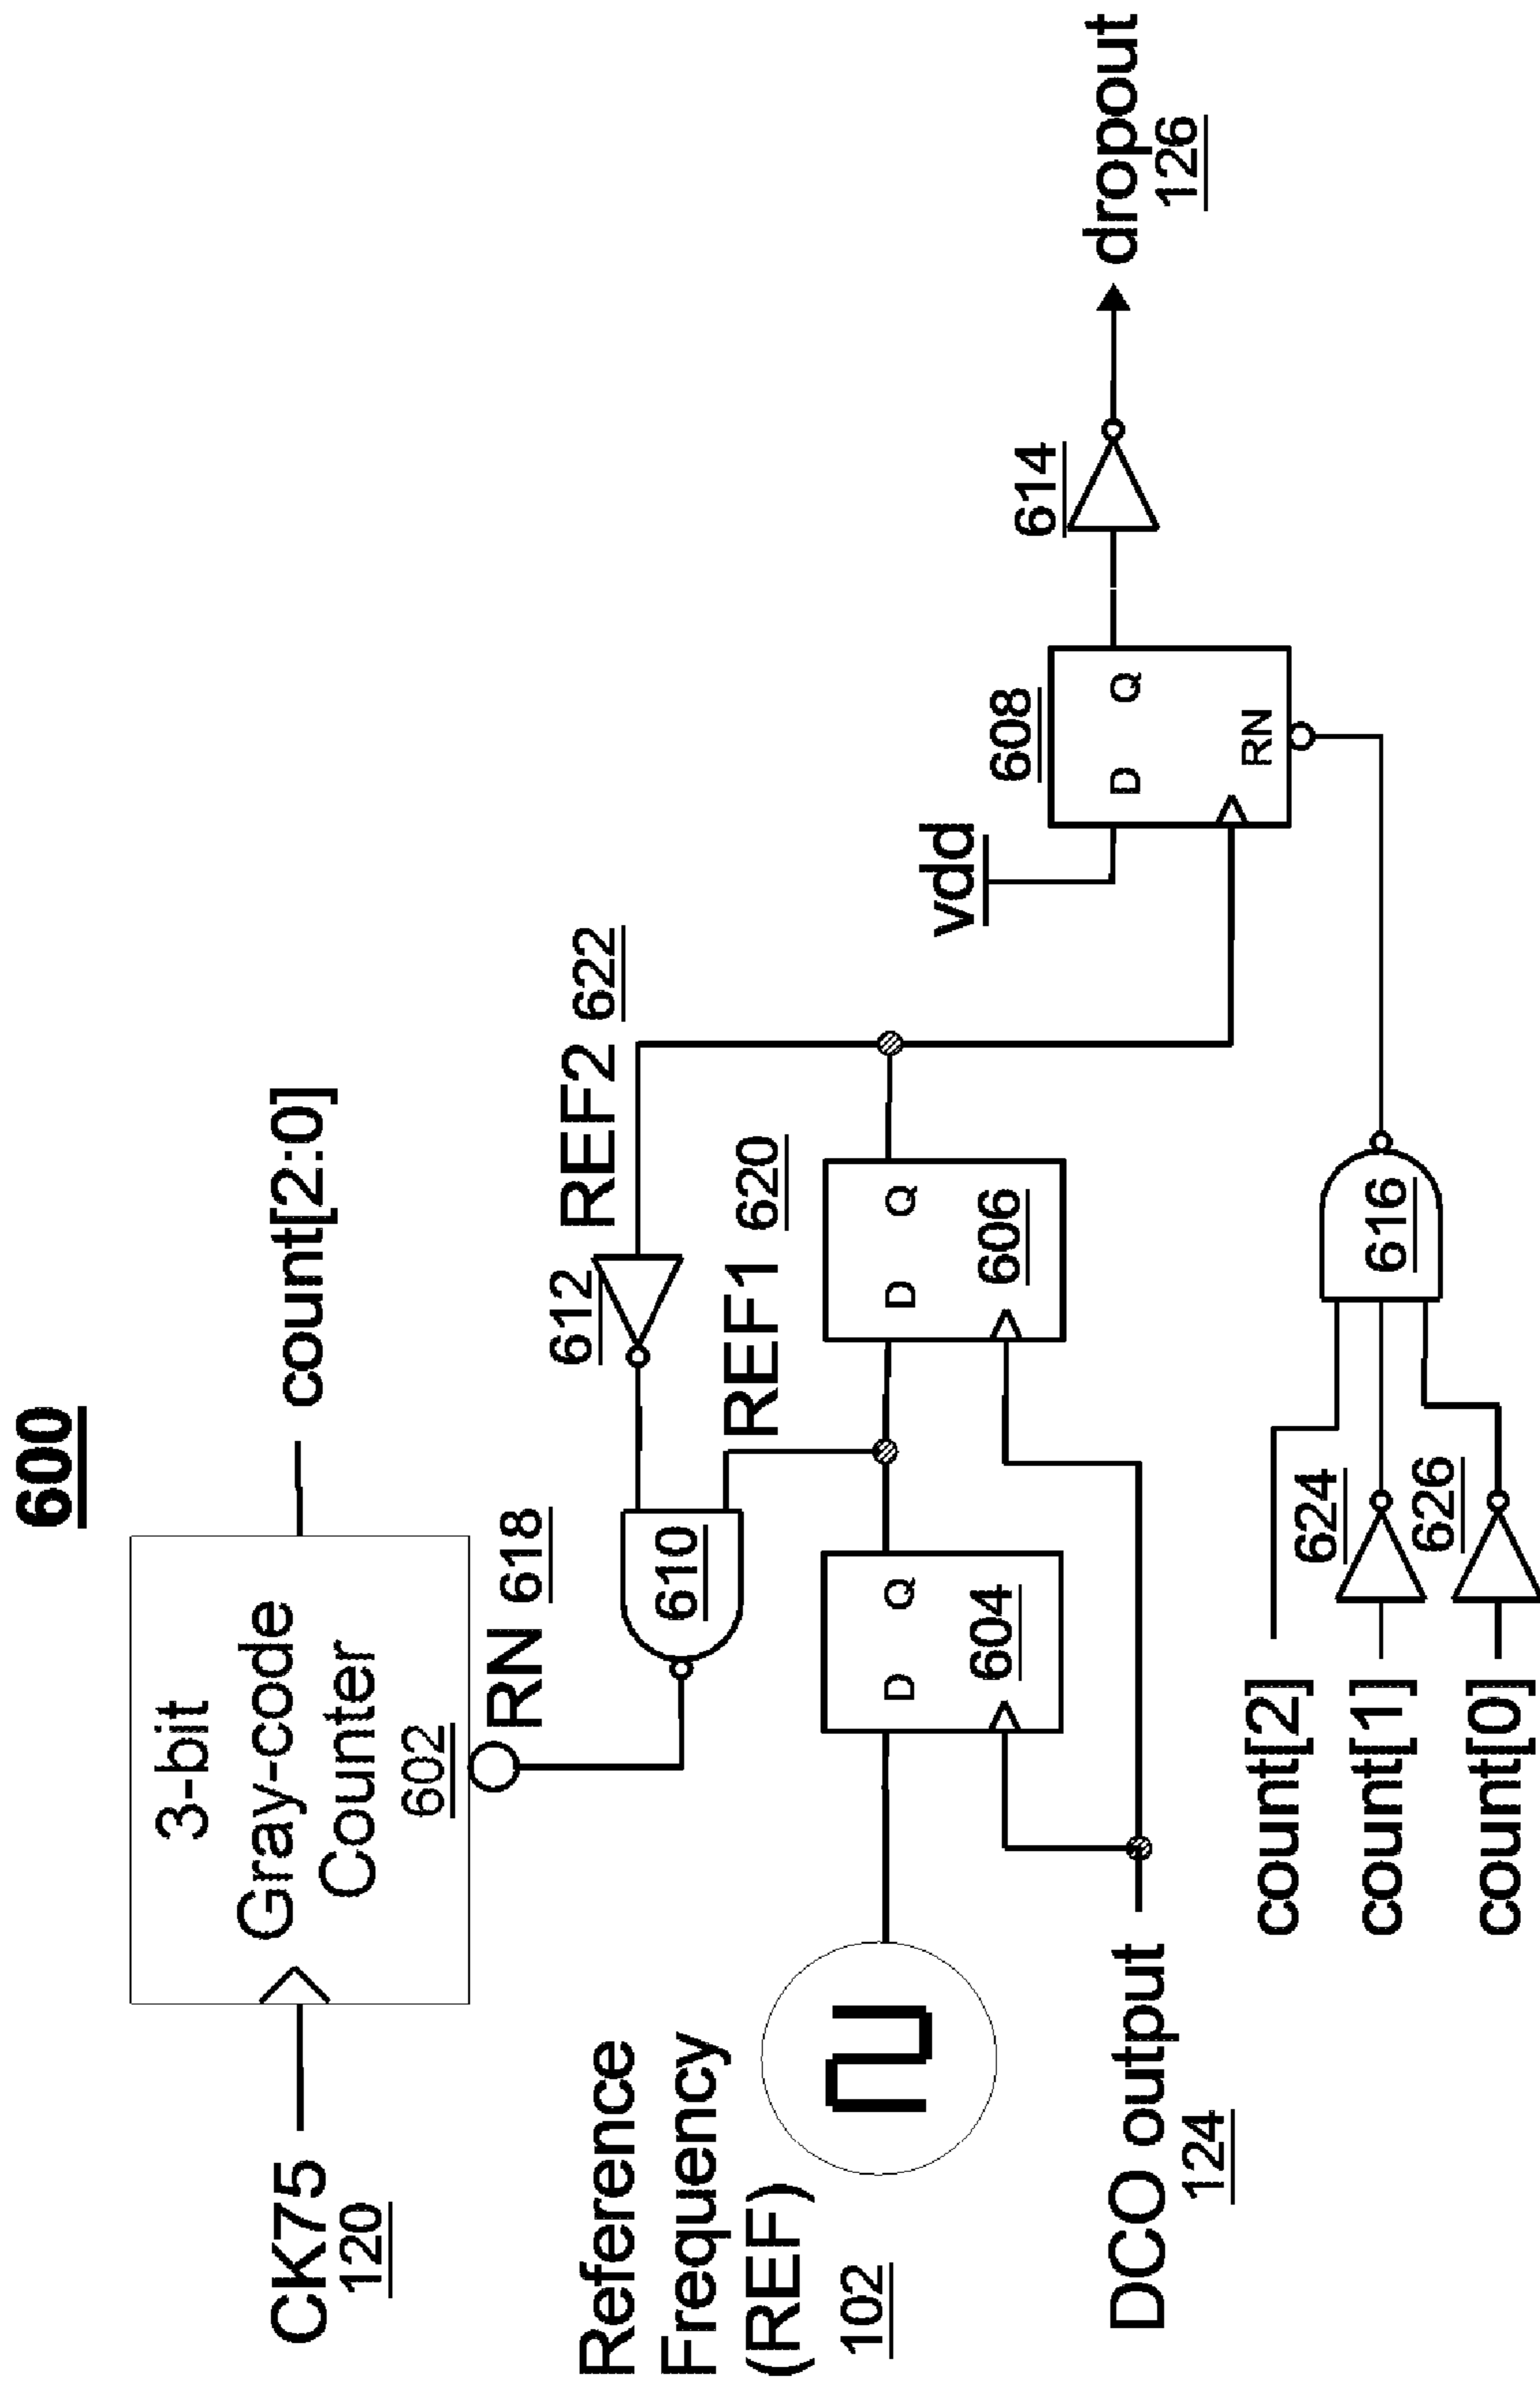 600
3-bit
Gray-code
Counter
602
count[2:0]
CK75
120
RN 618
610
612
REF2 622
REF1 620
Reference
Frequency
(REF)
102
D Q
604
D Q
606
vdd
608
D Q
RN
614
dropout
126
DCO output
124
616
624
626
count[2]
count[1]
count[0]